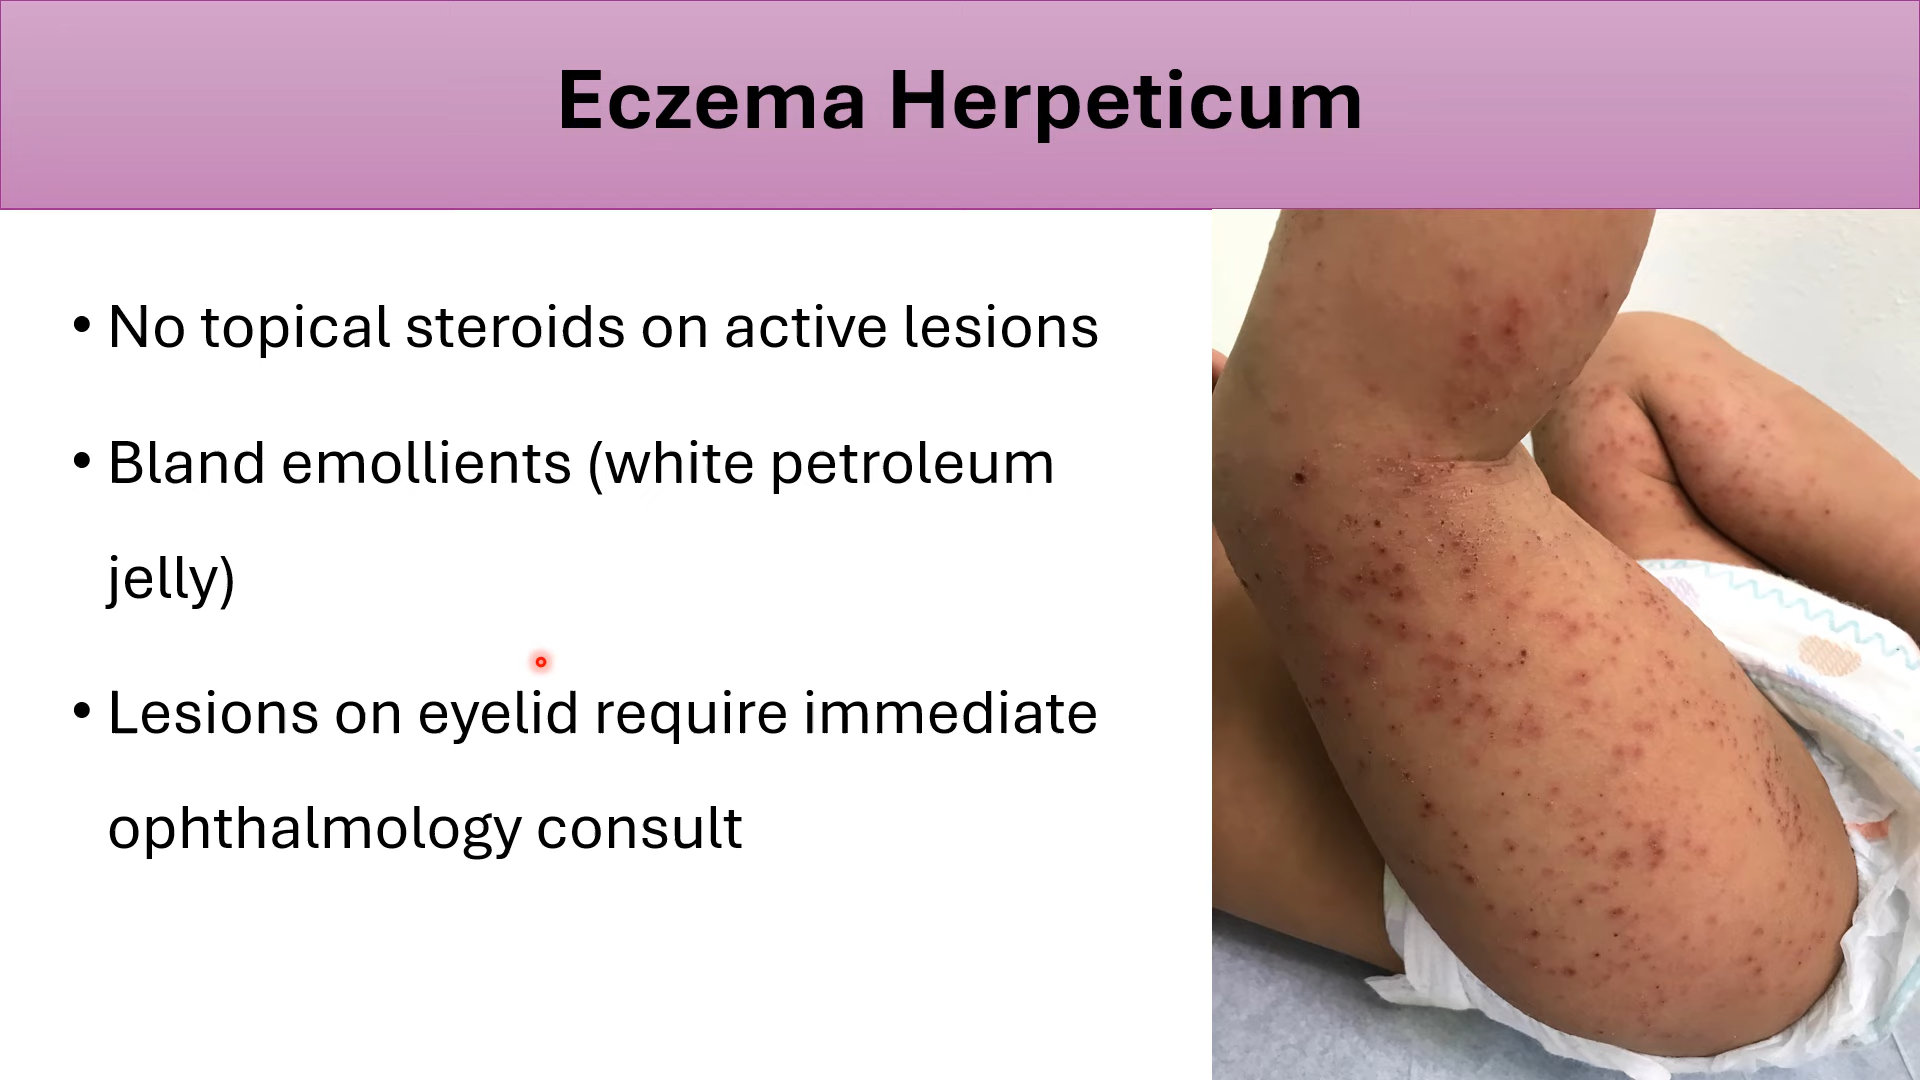 Eczema Herpeticum
• No topical steroids on active lesions
• Bland emollients (white petroleum
jelly)
• Lesions on eyelid require immediate
ophthalmology consult